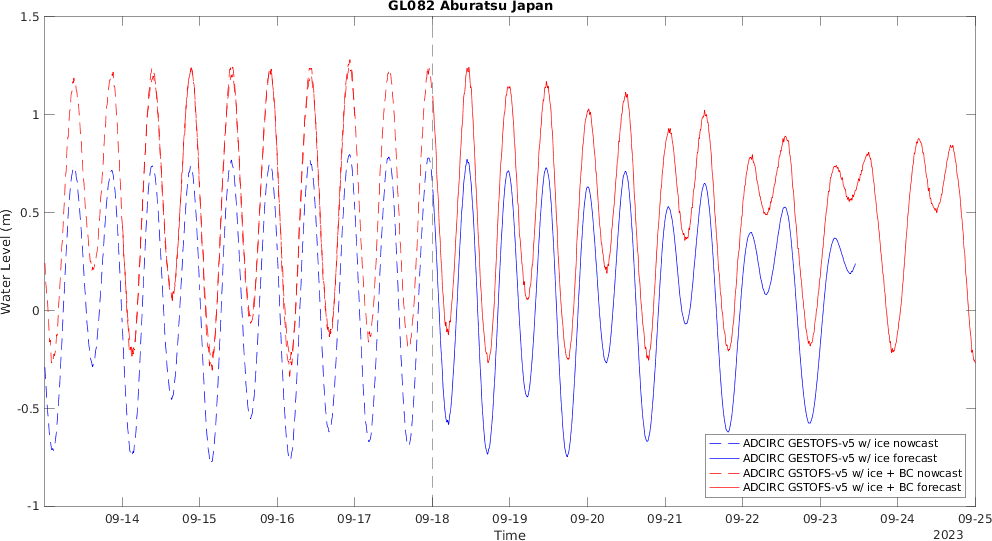 GL082 Aburatsu Japan
1.5
1
0.5
0
-0.5
-1
Water Level (m)
09-14 09-15 09-16 09-17 09-18 09-19 09-20 09-21 09-22 09-23 09-24 09-25
Time
2023
ADCIRC GESTOFS-v5 w/ ice nowcast
ADCIRC GESTOFS-v5 w/ ice forecast
ADCIRC GSTOFS-v5 w/ ice + BC nowcast
ADCIRC GSTOFS-v5 w/ ice + BC forecast